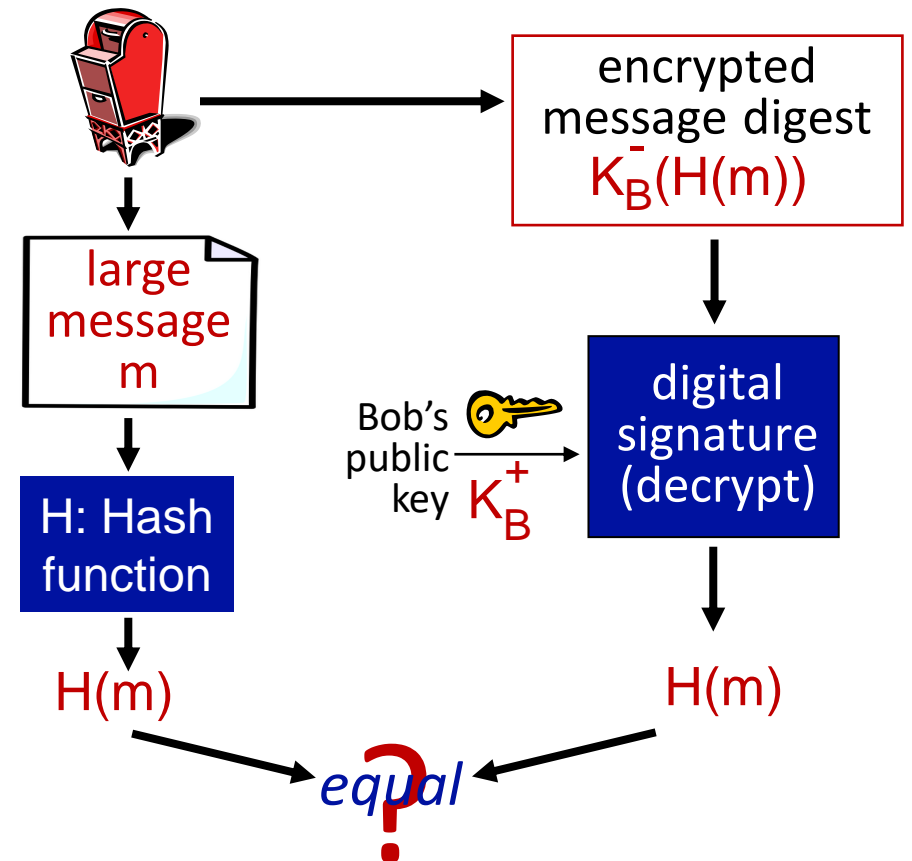 encrypted
message digest
K_B^-(H(m))
large
message
m
Bob's
public
key
K_B^+
digital
signature
(decrypt)
H: Hash
function
H(m)
H(m)
equal
?